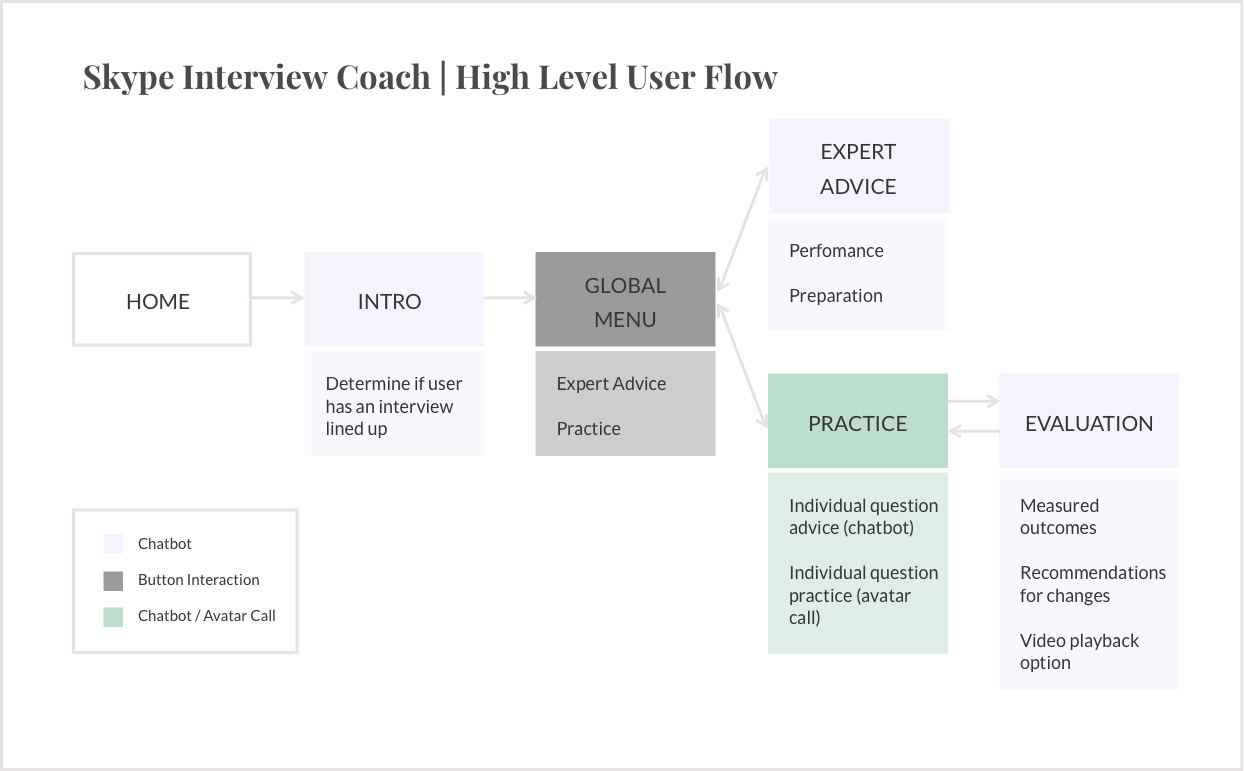 Skype Interview Coach | High Level User Flow
EXPERT
ADVICE
Perfomance
Preparation
HOME
INTRO
Determine if user
has an interview
lined up
GLOBAL
MENU
Expert Advice
Practice
PRACTICE
Individual question
advice (chatbot)
Individual question
practice (avatar
call)
EVALUATION
Measured
outcomes
Recommendations
for changes
Video playback
option
Chatbot
Button Interaction
Chatbot / Avatar Call